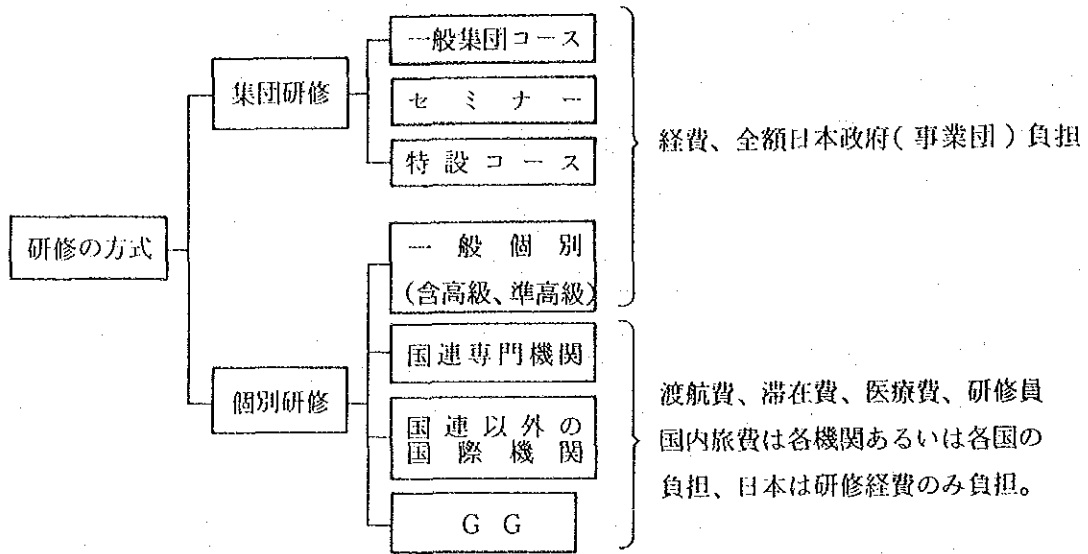 研修の方式
集団研修
一般集団コース
セミナー
特設コース
経費、全額日本政府(事業団)負担
個別研修
一般個別
(含高級、準高級)
国連専門機関
国連以外の
国際機関
GG
渡航費、滞在費、医療費、研修員
国内旅費は各機関あるいは各国の
負担、日本は研修経費のみ負担。